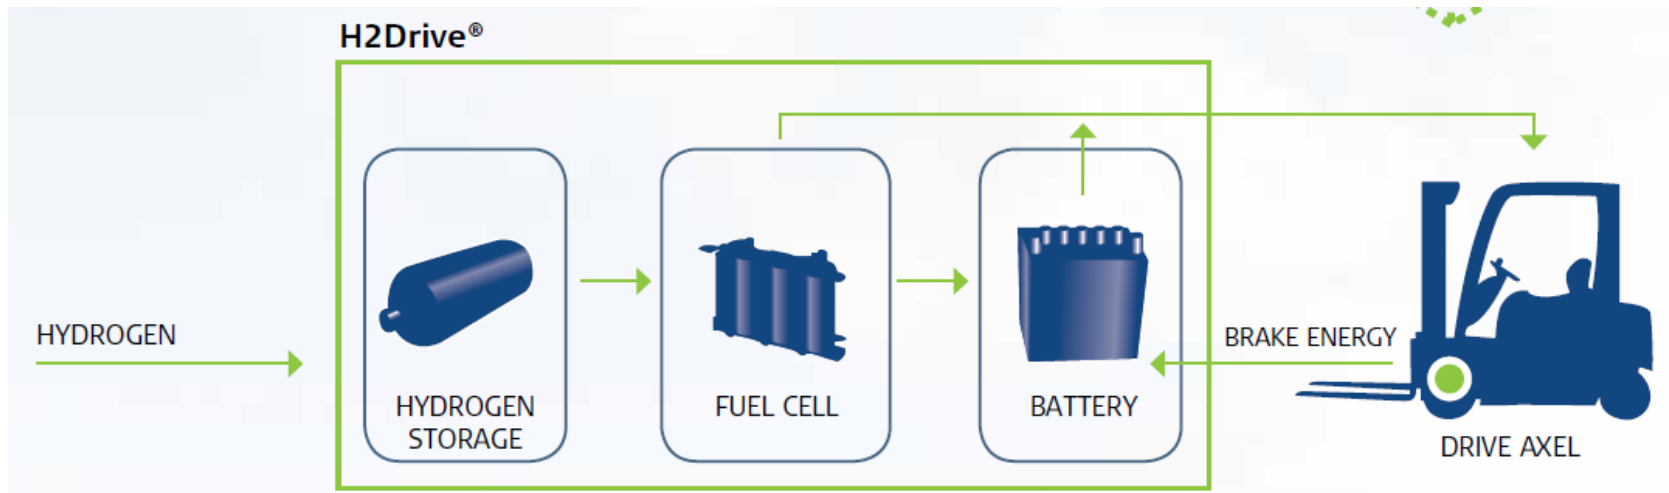 H2Drive®
HYDROGEN
HYDROGEN
STORAGE
FUEL CELL
BATTERY
BRAKE ENERGY
DRIVE AXEL